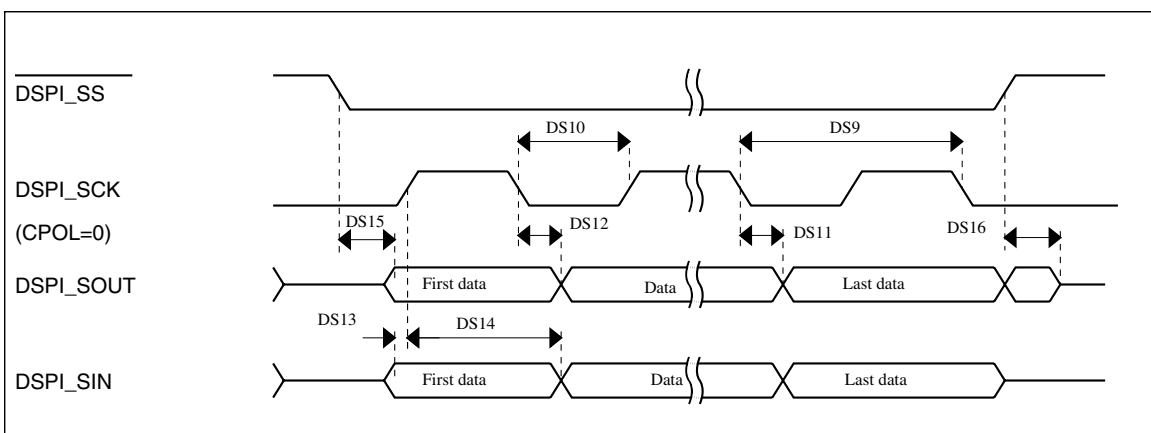 DSPI_SS
DS10
DS9
DSPI_SCK
DS15
DS12
DS11
DS16
(CPOL=0)
DSPI_SOUT
First data
Data
Last data
DS13
DS14
DSPI_SIN
First data
Data
Last data